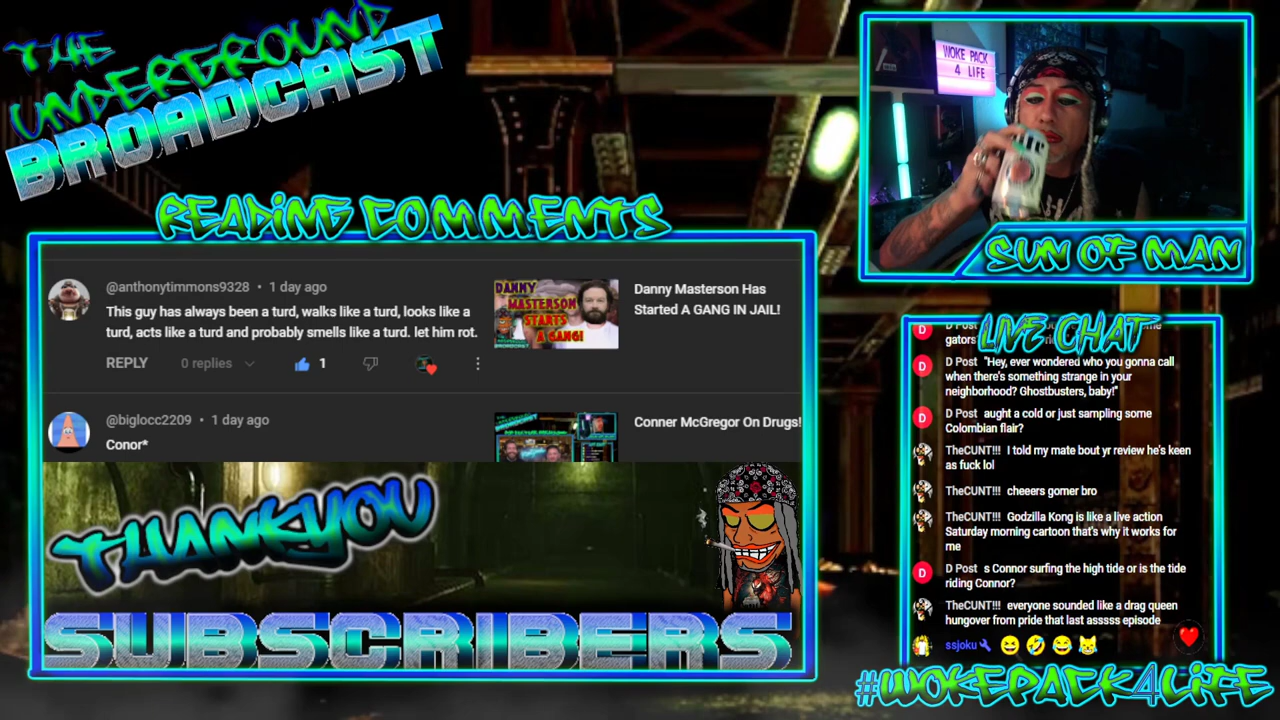 THE
UNDERGROUND
BROADCAST
READING COMMENTS
@anthonytimmons9328 • 1 day ago
This guy has always been a turd, walks like a turd, looks like a
turd, acts like a turd and probably smells like a turd. let him rot.
REPLY 0 replies 1
DANNY
MASTERSON
STARTS
A GANG!
Danny Masterson Has
Started A GANG IN JAIL!
@biglocc2209 • 1 day ago
Conor*
Conner McGregor On Drugs!
THANKYOU
SUBSCRIBERS
WOKE PACK
4 LIFE
SUN OF MAN
LIVE CHAT
gators
D Post "Hey, ever wondered who you gonna call
when there's something strange in your
neighborhood? Ghostbusters, baby!"
D Post aught a cold or just sampling some
Colombian flair?
TheCUNT!!! I told my mate bout yr review he's keen
as fuck lol
TheCUNT!!! cheeers gomer bro
TheCUNT!!! Godzilla Kong is like a live action
Saturday morning cartoon that's why it works for
me
D Post s Connor surfing the high tide or is the tide
riding Connor?
TheCUNT!!! everyone sounded like a drag queen
hungover from pride that last asssss episode
ssjoku 😆 🤣 😂 😹
#WOKEPACK4LIFE